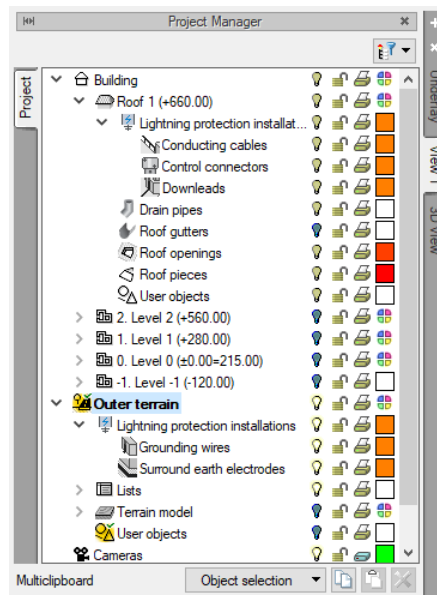 Project Manager
Project
Building
Roof 1 (+660.00)
Lightning protection installat...
Conducting cables
Control connectors
Downleads
Drain pipes
Roof gutters
Roof openings
Roof pieces
User objects
2. Level 2 (+560.00)
1. Level 1 (+280.00)
0. Level 0 (±0.00=215.00)
-1. Level -1 (-120.00)
Outer terrain
Lightning protection installations
Grounding wires
Surround earth electrodes
Lists
Terrain model
User objects
Cameras
Multiclipboard
Object selection
Underlay
View 1
3D view